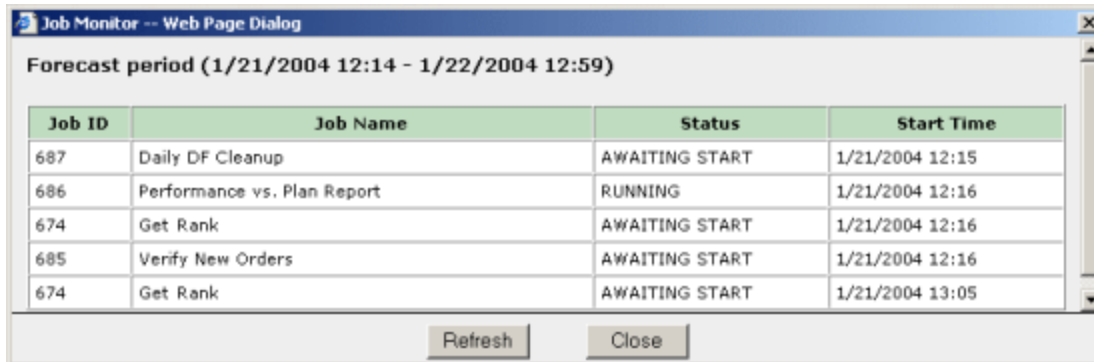 Job Monitor -- Web Page Dialog
Forecast period (1/21/2004 12:14 - 1/22/2004 12:59)
Job ID Job Name Status Start Time
687 Daily DF Cleanup AWAITING START 1/21/2004 12:15
686 Performance vs. Plan Report RUNNING 1/21/2004 12:16
674 Get Rank AWAITING START 1/21/2004 12:16
685 Verify New Orders AWAITING START 1/21/2004 12:16
674 Get Rank AWAITING START 1/21/2004 13:05
Refresh Close